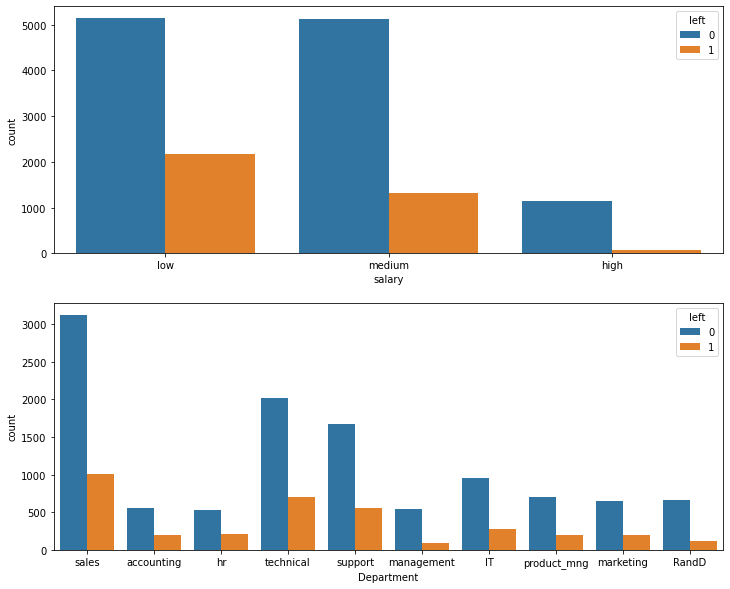 5000
4000
3000
2000
1000
0
count
left
0
1
low medium high
salary
3000
2500
2000
1500
1000
500
0
count
left
0
1
sales accounting hr technical support management IT product_mng marketing RandD
Department